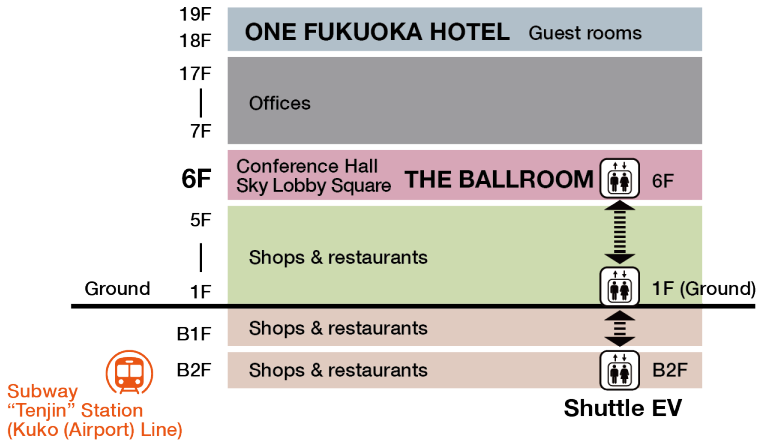 19F
18F
ONE FUKUOKA HOTEL Guest rooms
17F
Offices
7F
6F
Conference Hall
Sky Lobby Square
THE BALLROOM
6F
5F
Shops & restaurants
Ground
1F
1F (Ground)
B1F
Shops & restaurants
B2F
Shops & restaurants
B2F
Subway
“Tenjin” Station
(Kuko (Airport) Line)
Shuttle EV